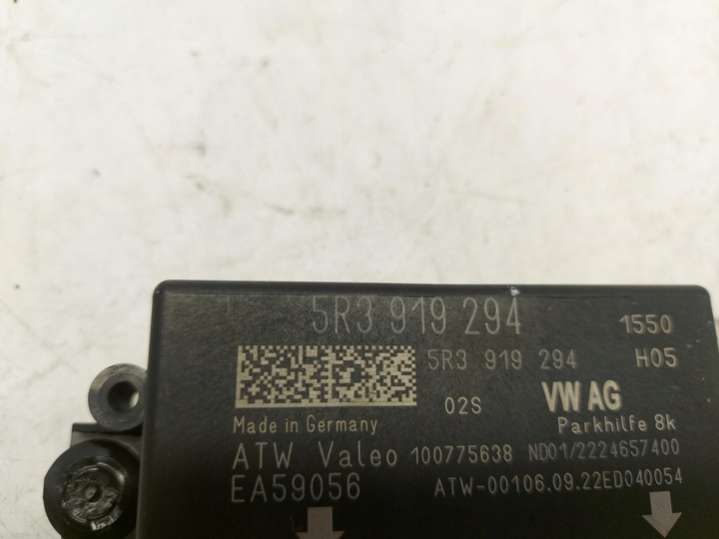 5R3 919 294
1550
5R3 919 294
H05
02S
VW AG
Made in Germany
Parkhilfe 8k
ATW Valeo 100775638 ND01/2224657400
EA59056
ATW-00106.09.22ED040054